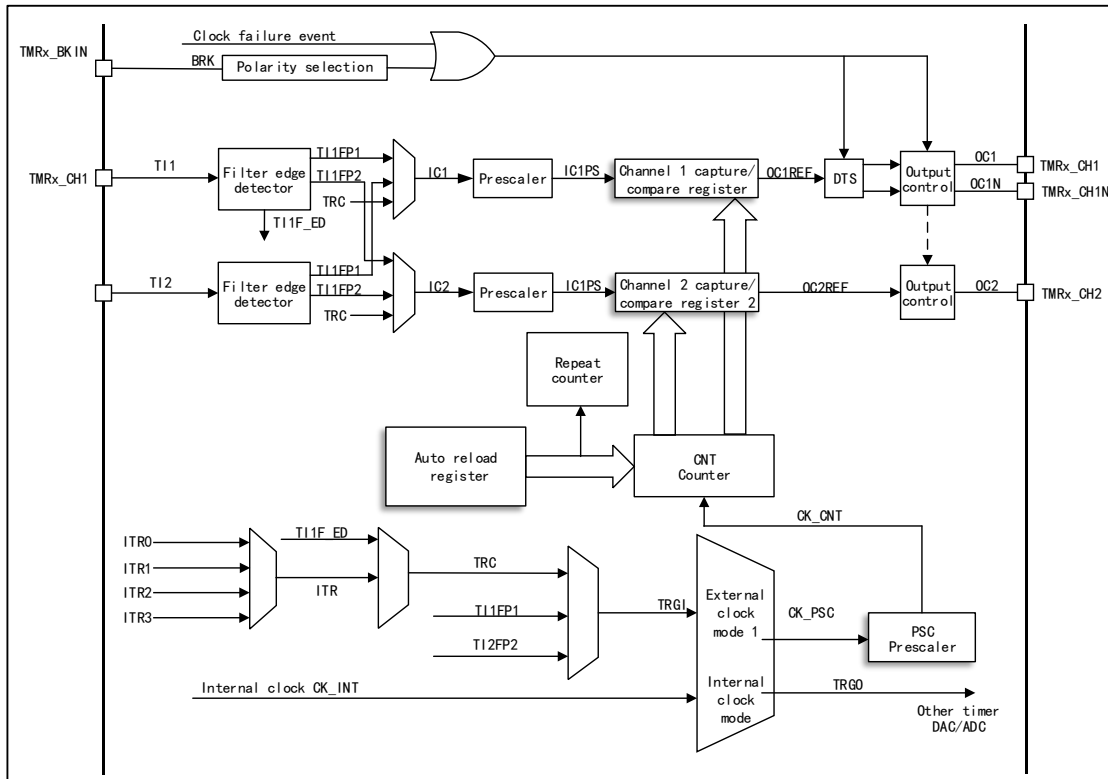 Clock failure event
TMRx_BKIN
BRK
Polarity selection
TI1
TMRx_CH1
Filter edge
detector
TI1FP1
TI1FP2
TRC
TI1F_ED
IC1
Prescaler
IC1PS
Channel 1 capture/
compare register
OC1REF
DTS
Output
control
OC1
OC1N
TMRx_CH1
TMRx_CH1N
TI2
Filter edge
detector
TI1FP1
TI1FP2
TRC
IC2
Prescaler
IC1PS
Channel 2 capture/
compare register 2
OC2REF
Output
control
OC2
TMRx_CH2
Repeat
counter
Auto reload
register
CNT
Counter
CK_CNT
ITR0
ITR1
ITR2
ITR3
TI1F_ED
ITR
TRC
TI1FP1
TI2FP2
TRGI
External
clock
mode 1
CK_PSC
PSC
Prescaler
Internal clock CK_INT
Internal
clock
mode
TRGO
Other timer
DAC/ADC